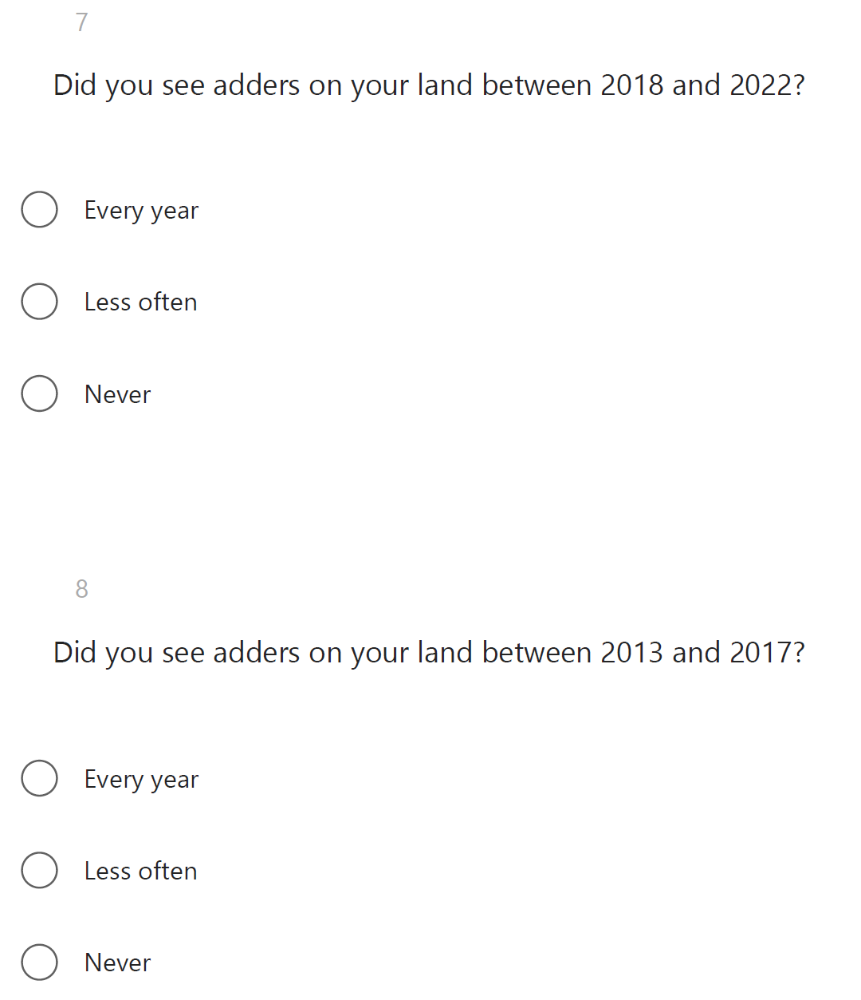 7
Did you see adders on your land between 2018 and 2022?
Every year
Less often
Never
8
Did you see adders on your land between 2013 and 2017?
Every year
Less often
Never